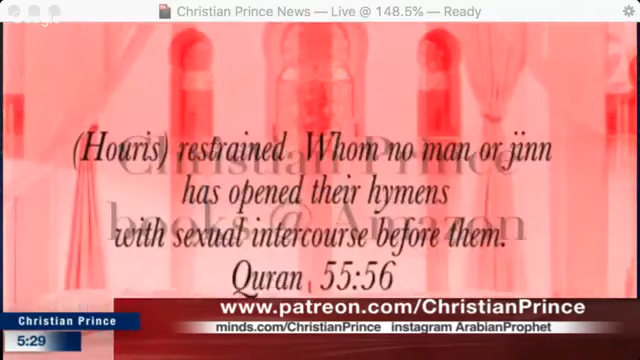 Christian Prince News — Live @ 148.5% — Ready
Google
(Houris) restrained Whom no man or jinn
Christian Prince
has opened their hymens
books @ Amazon
with sexual intercourse before them.
Quran 55:56
www.patreon.com/ChristianPrince
Christian Prince
minds.com/ChristianPrince instagram ArabianProphet
5:29